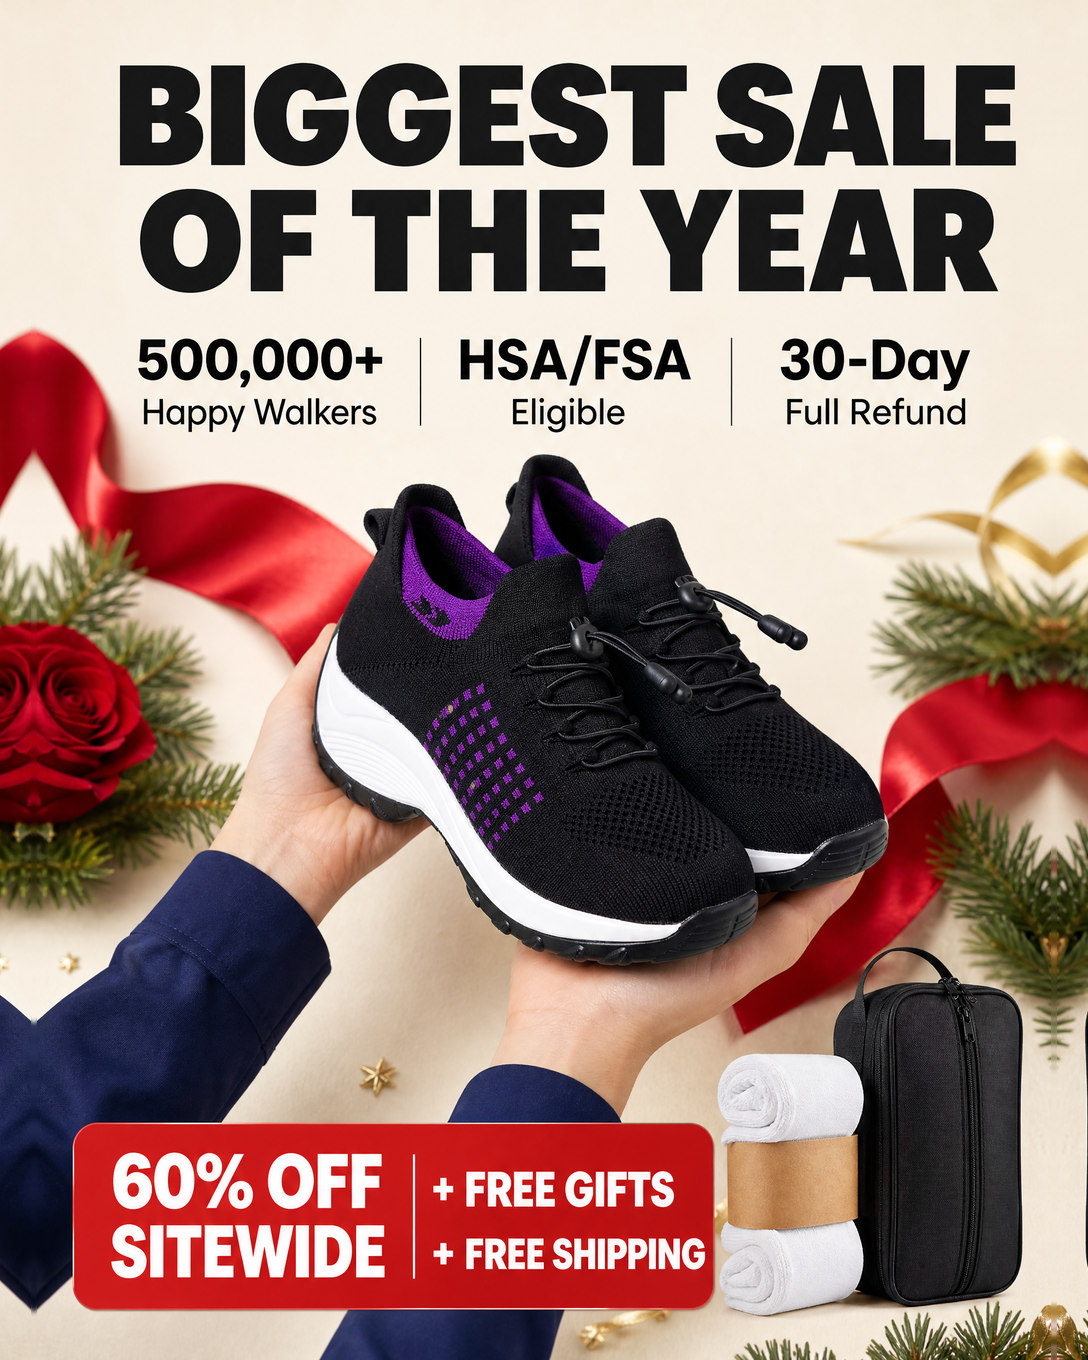 BIGGEST SALE
OF THE YEAR
500,000+
Happy Walkers
HSA/FSA
Eligible
30-Day
Full Refund
60% OFF
SITEWIDE
+ FREE GIFTS
+ FREE SHIPPING